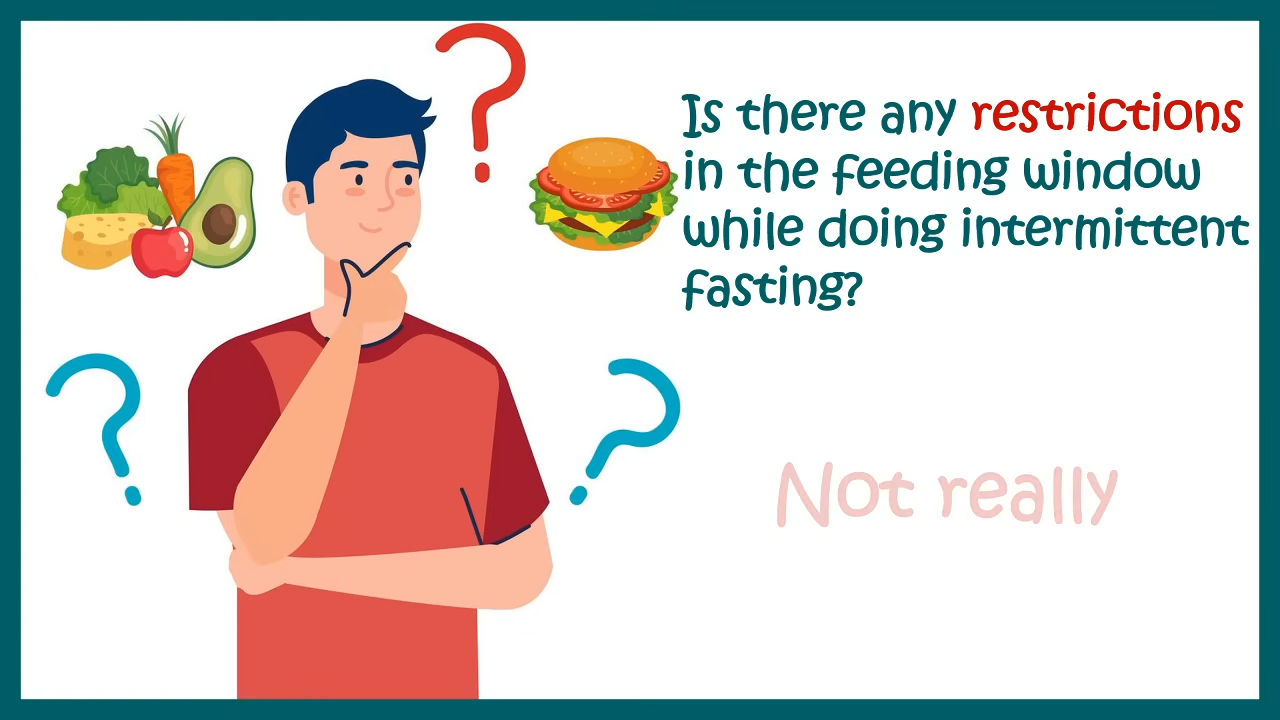 Is there any restrictions
in the feeding window
while doing intermittent
fasting?
Not really